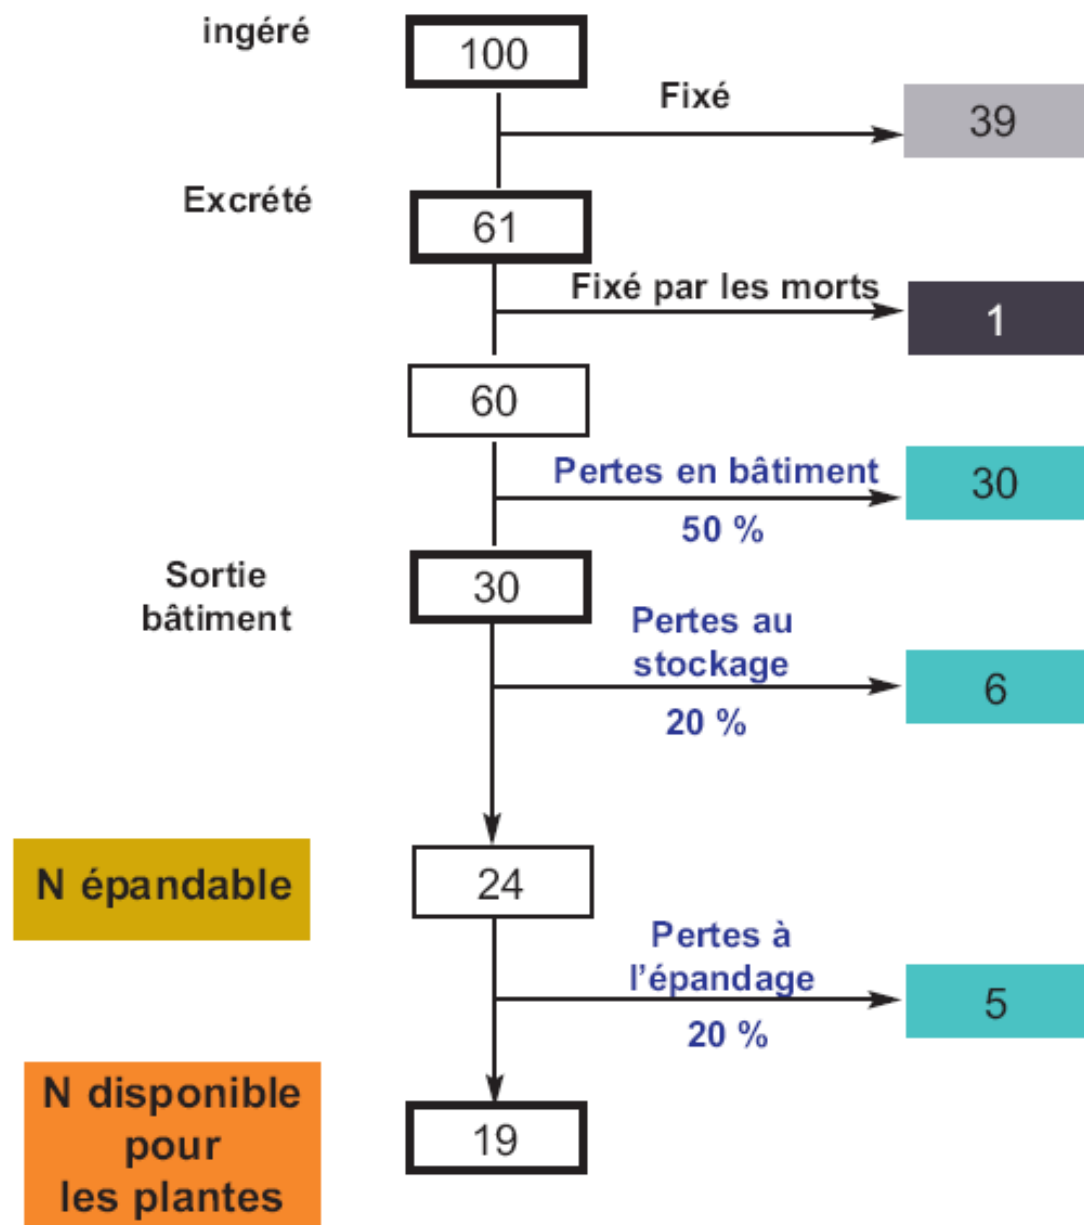 ingéré
100
Fixé
39
Excrété
61
Fixé par les morts
1
60
Pertes en bâtiment
50 %
30
Sortie
bâtiment
30
Pertes au
stockage
20 %
6
N épandable
24
Pertes à
l'épandage
20 %
5
N disponible
pour
les plantes
19